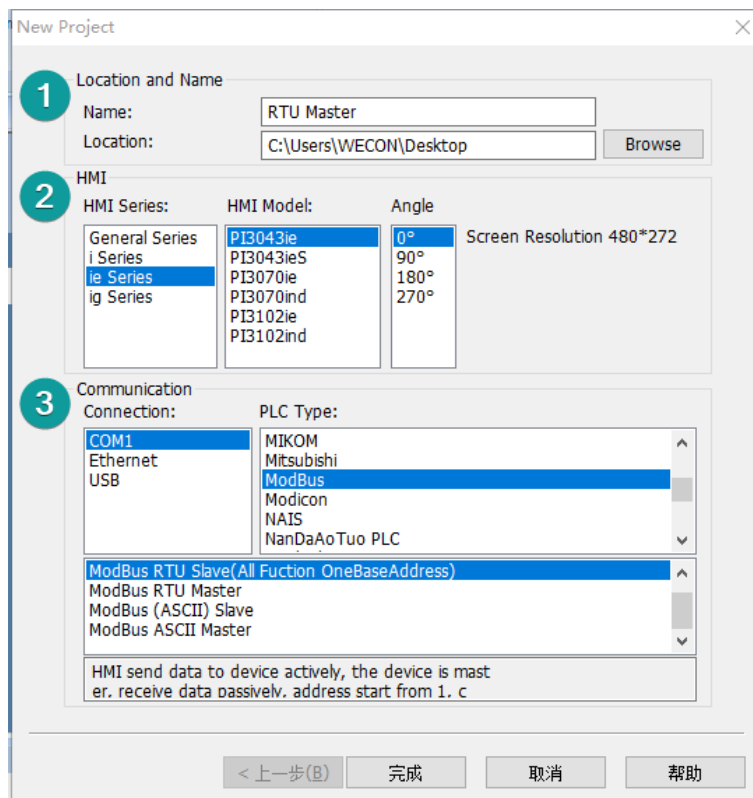 New Project
1
Location and Name
Name:
RTU Master
Location:
C:\Users\WECON\Desktop
Browse
2
HMI
HMI Series:
HMI Model:
Angle
General Series
i Series
ie Series
ig Series
PI3043ie
PI3043ieS
PI3070ie
PI3070ind
PI3102ie
PI3102ind
0°
90°
180°
270°
Screen Resolution 480*272
3
Communication
Connection:
PLC Type:
COM1
Ethernet
USB
MIKOM
Mitsubishi
ModBus
Modicon
NAIS
NanDaAoTuo PLC
ModBus RTU Slave(All Fuction OneBaseAddress)
ModBus RTU Master
ModBus (ASCII) Slave
ModBus ASCII Master
HMI send data to device actively, the device is mast
er, receive data passively, address start from 1, c
< 上一步(B)
完成
取消
帮助